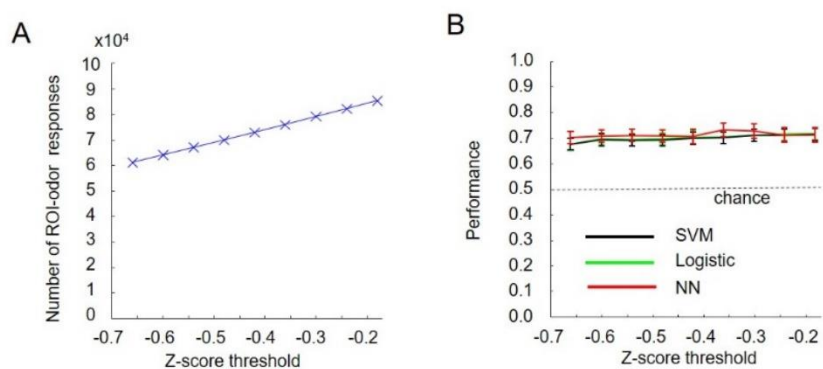 A
x10⁴
Number of ROI-odor responses
10
9
8
7
6
5
4
3
2
1
0
-0.7 -0.6 -0.5 -0.4 -0.3 -0.2
Z-score threshold
B
Performance
1.0
0.9
0.8
0.7
0.6
0.5
0.4
0.3
0.2
0.1
0.0
chance
SVM
Logistic
NN
-0.7 -0.6 -0.5 -0.4 -0.3 -0.2
Z-score threshold